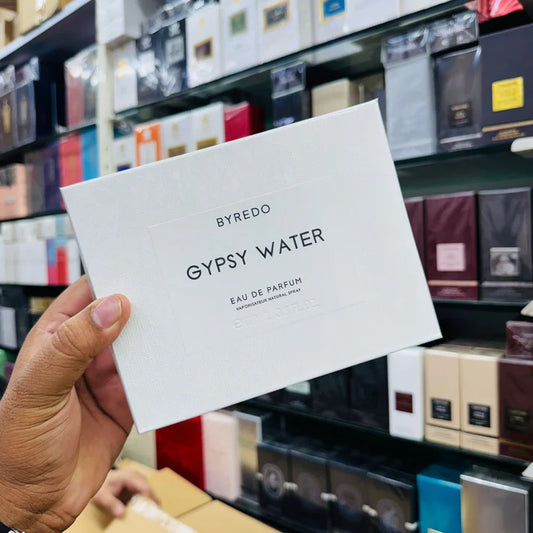 BYREDO
GYPSY WATER
EAU DE PARFUM
VAPORISATEUR NATURAL SPRAY